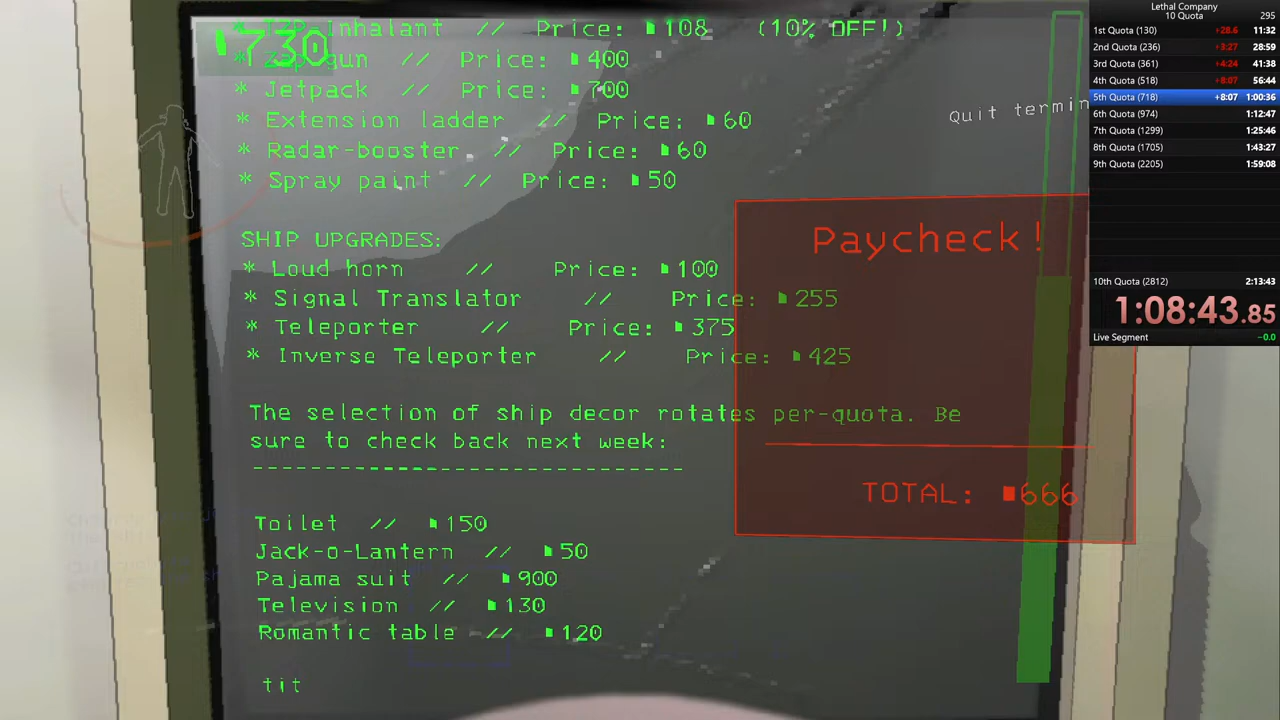 * TZP-inhalant // Price: ▮108 (10% OFF!)
▮730
* Zap gun // Price: ▮400
* Jetpack // Price: ▮700
* Extension ladder // Price: ▮60
* Radar-booster // Price: ▮60
* Spray paint // Price: ▮50
Quit termin
SHIP UPGRADES:
* Loud horn // Price: ▮100
* Signal Translator // Price: ▮255
* Teleporter // Price: ▮375
* Inverse Teleporter // Price: ▮425
The selection of ship decor rotates per-quota. Be
sure to check back next week:
--------------------------------
Toilet // ▮150
Jack-o-Lantern // ▮50
Pajama suit // ▮900
Television // ▮130
Romantic table // ▮120
tit
Paycheck!
TOTAL: ▮666
Lethal Company
10 Quota 295
1st Quota (130) +28.6 11:32
2nd Quota (236) +3:27 28:59
3rd Quota (361) +4:24 41:38
4th Quota (518) +8:07 56:44
5th Quota (718) +8:07 1:00:36
6th Quota (974) 1:12:47
7th Quota (1299) 1:25:46
8th Quota (1705) 1:43:27
9th Quota (2205) 1:59:08
10th Quota (2812) 2:13:43
1:08:43.85
Live Segment -0.0